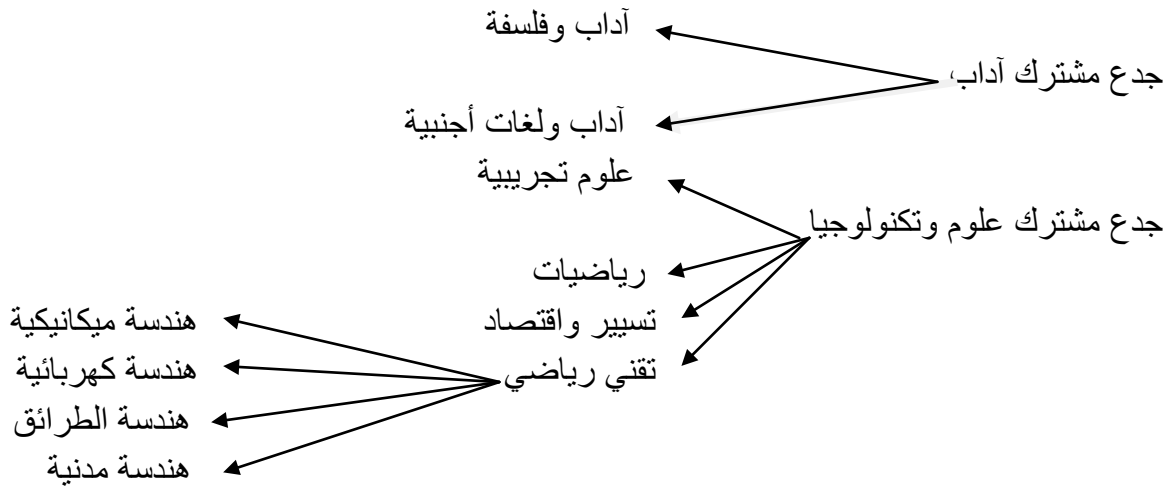 آداب وفلسفة
جدع مشترك آداب
آداب ولغات أجنبية
علوم تجريبية
جدع مشترك علوم وتكنولوجيا
رياضيات
تسيير واقتصاد
هندسة ميكانيكية
تقني رياضي
هندسة كهربائية
هندسة الطرائق
هندسة مدنية